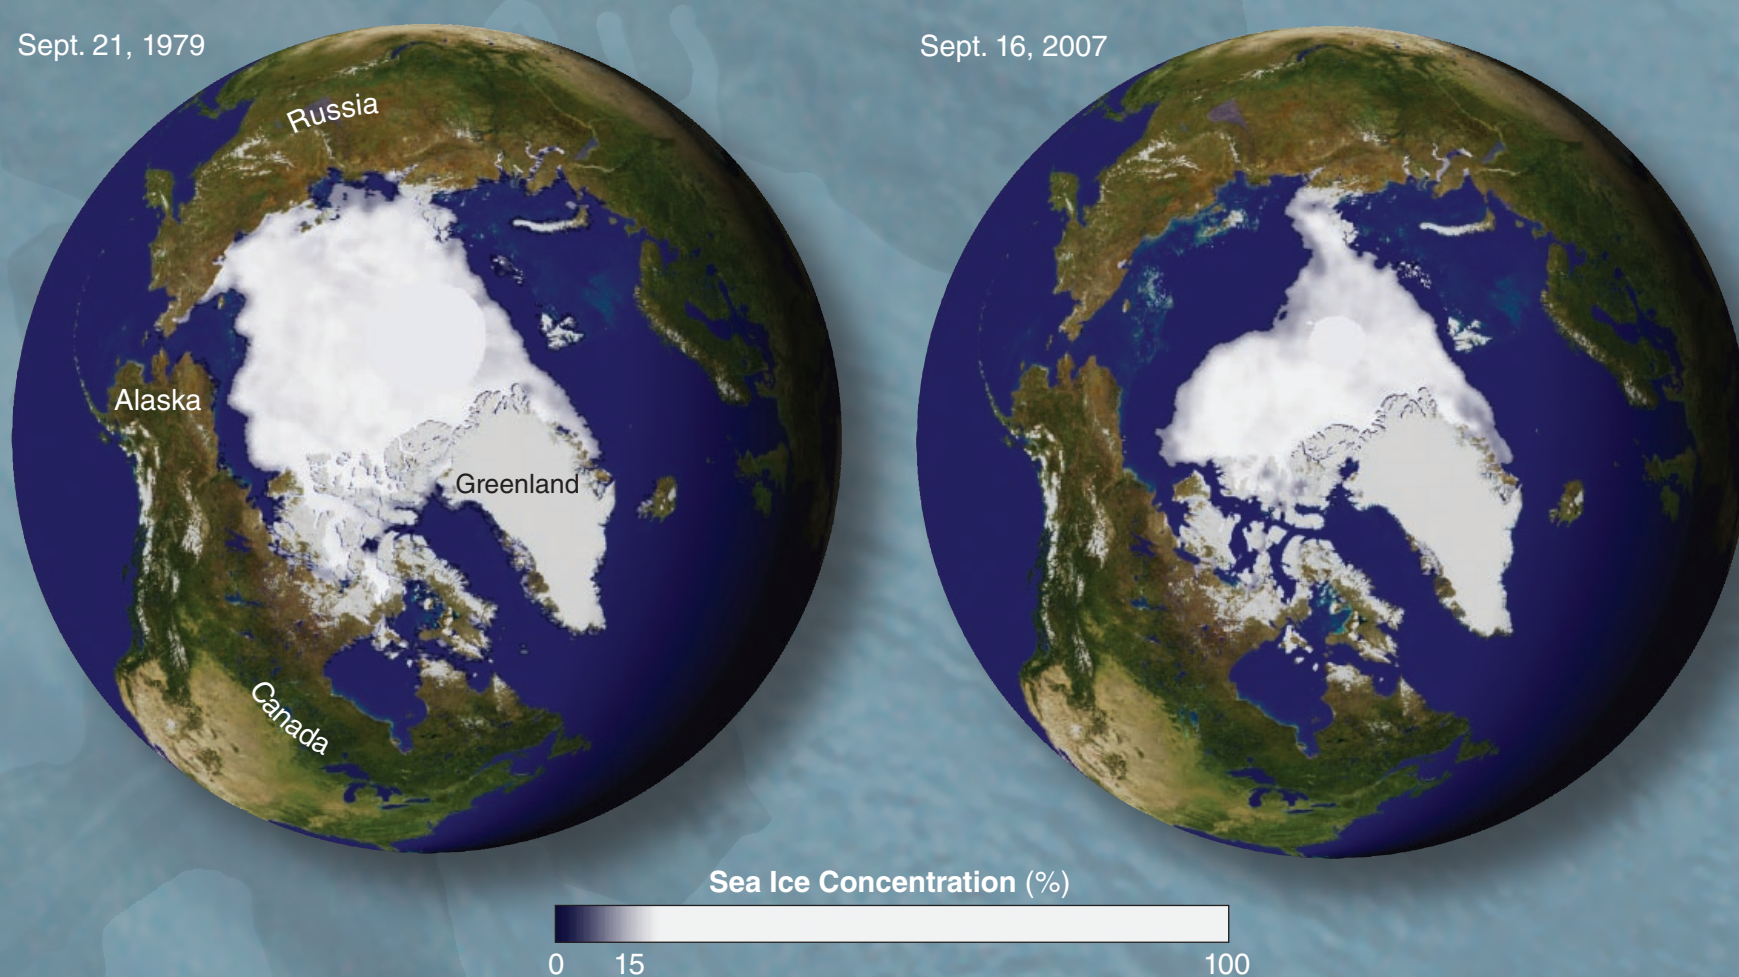 Sept. 21, 1979
Sept. 16, 2007
Russia
Alaska
Greenland
Canada
Sea Ice Concentration (%)
0 15 100